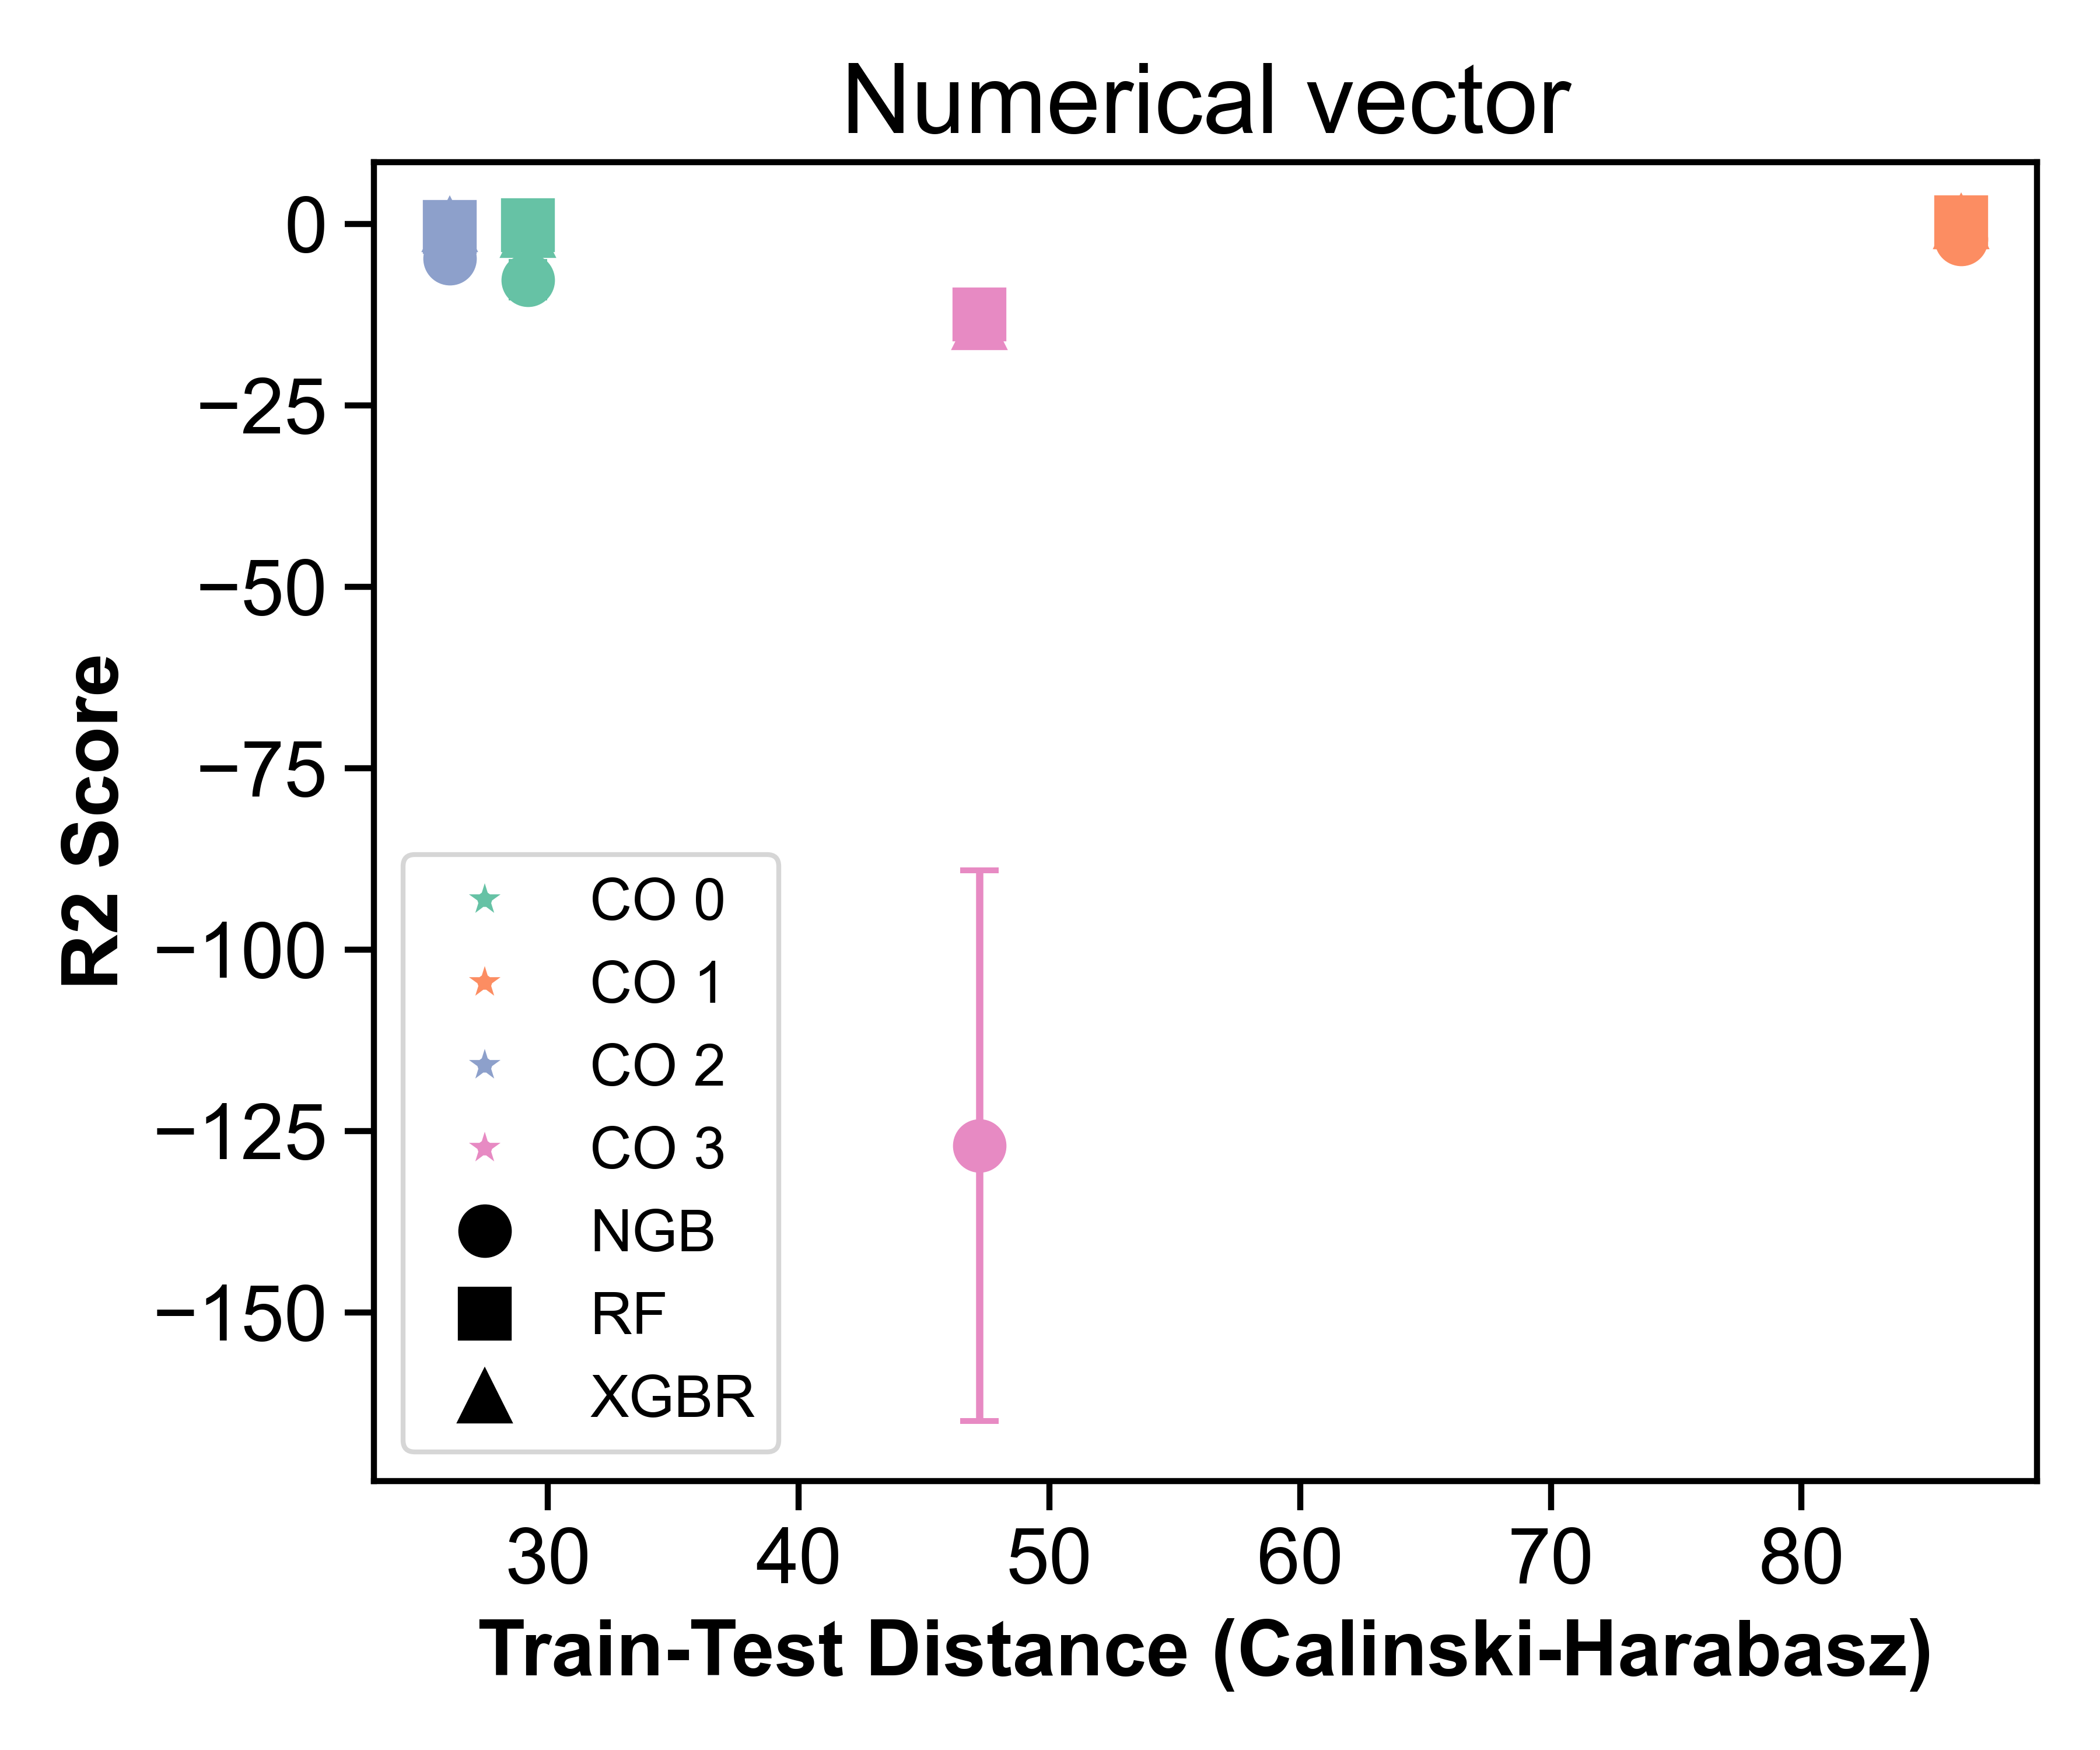 Numerical vector
R2 Score
0
−25
−50
−75
−100
−125
−150
CO 0
CO 1
CO 2
CO 3
NGB
RF
XGBR
30 40 50 60 70 80
Train-Test Distance (Calinski-Harabasz)